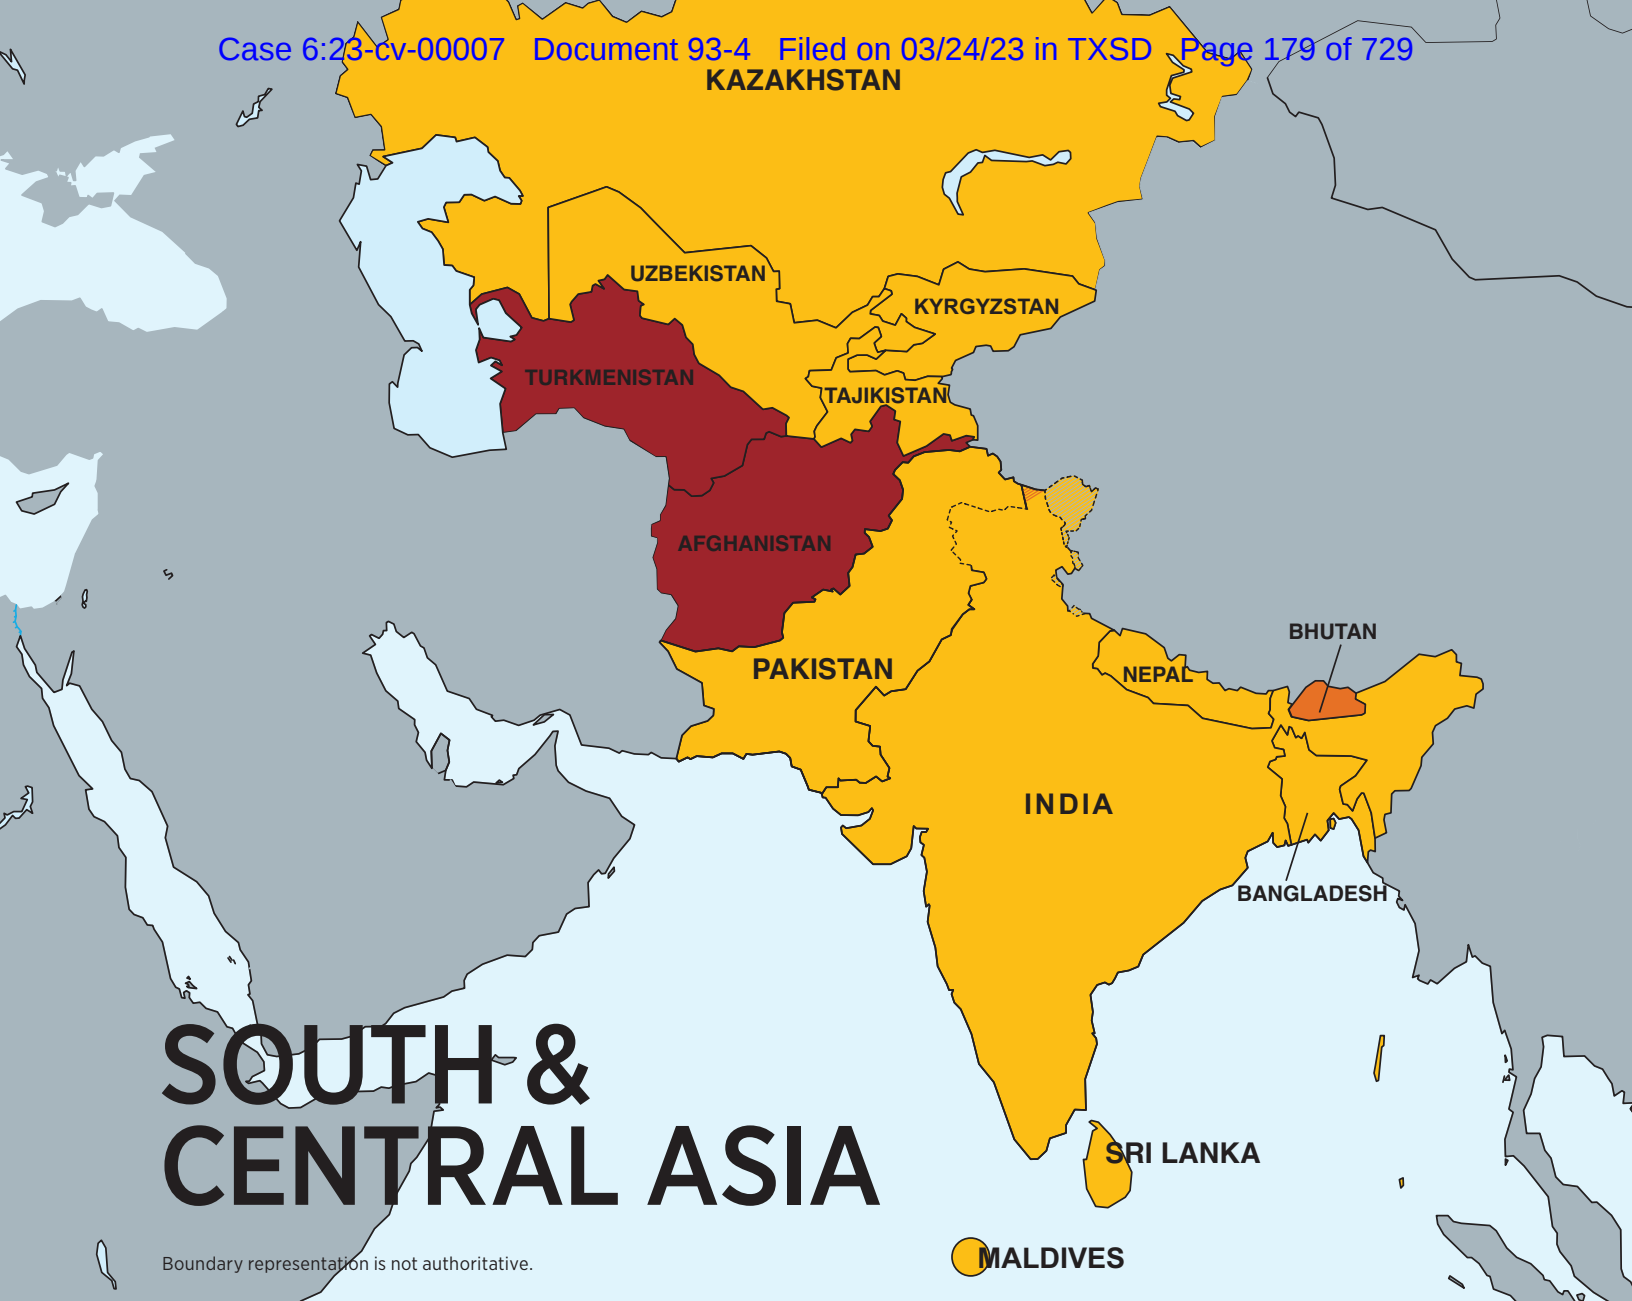 Case 6:23-cv-00007 Document 93-4 Filed on 03/24/23 in TXSD Page 179 of 729
KAZAKHSTAN
UZBEKISTAN
KYRGYZSTAN
TURKMENISTAN
TAJIKISTAN
AFGHANISTAN
BHUTAN
PAKISTAN
NEPAL
INDIA
BANGLADESH
SOUTH &
CENTRAL ASIA
SRI LANKA
MALDIVES
Boundary representation is not authoritative.